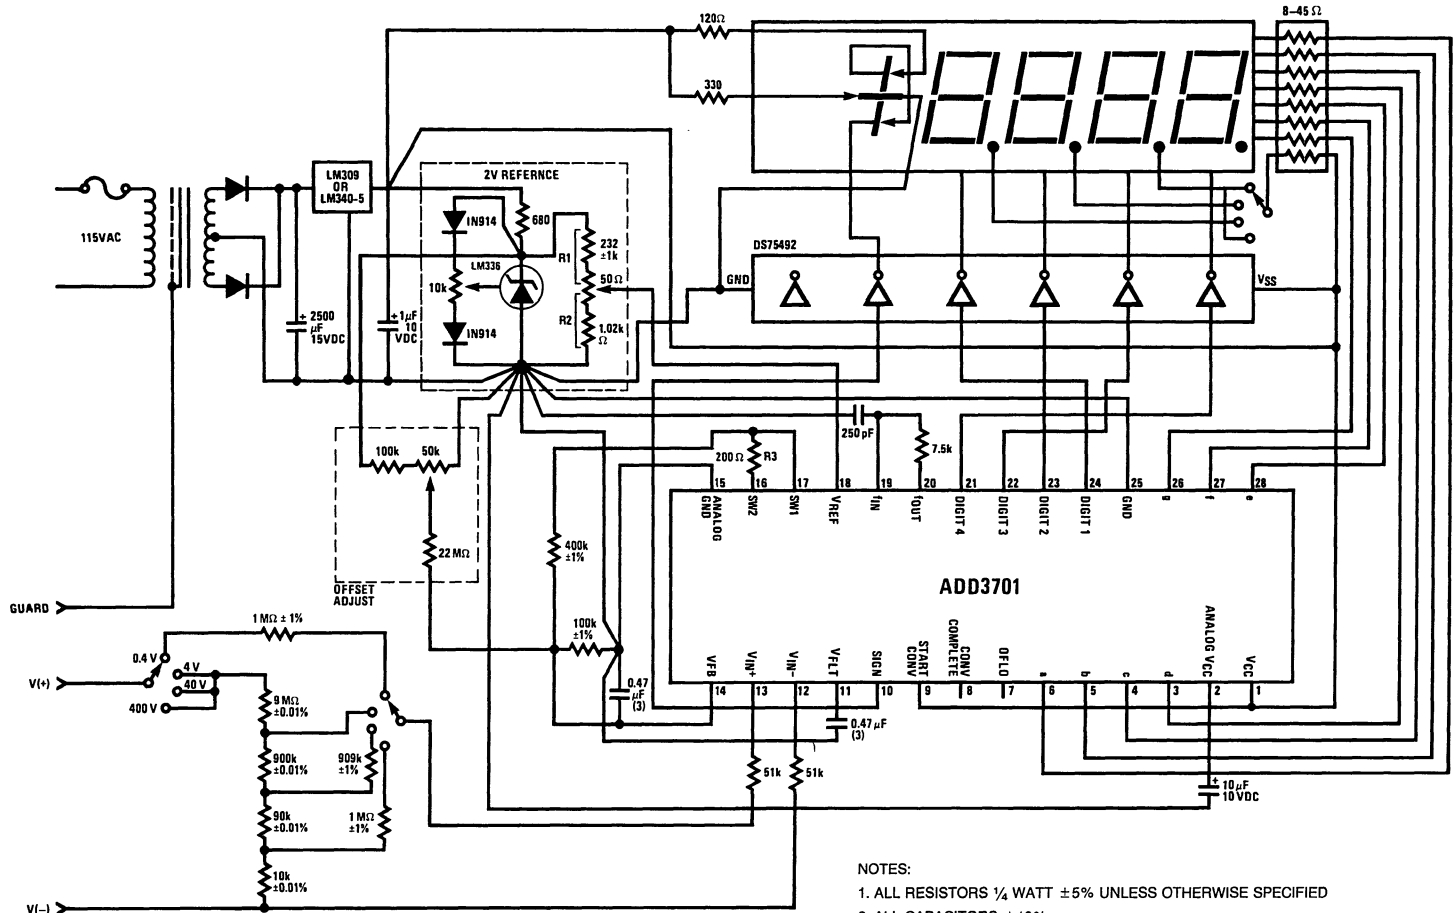 120Ω
330
8–45 Ω
LM309
OR
LM340-5
115VAC
+ 2500
μF
15VDC
+ 1μF
10
VDC
2V REFERNCE
IN914
680
LM336
10k
IN914
R1
232
±1k
50Ω
R2
1.02k
Ω
DS75492
GND
VSS
100k
50k
22 MΩ
OFFSET
ADJUST
250 pF
7.5k
200Ω
R3
400k
±1%
100k
±1%
15
16
17
18
19
20
21
22
23
24
25
26
27
28
ANALOG
GND
SW2
SW1
VREF
fIN
fOUT
DIGIT 4
DIGIT 3
DIGIT 2
DIGIT 1
GND
g
f
e
ADD3701
VFB
VIN+
VIN-
VFLT
SIGN
START
CONV
CONV
COMPLETE
OFLO
a
b
c
d
ANALOG VCC
VCC
14
13
12
11
10
9
8
7
6
5
4
3
2
1
0.47
μF
(3)
0.47 μF
(3)
51k
51k
+ 10μF
10 VDC
GUARD
1 MΩ ± 1%
0.4 V
4 V
40 V
400 V
V(+)
9 MΩ
±0.01%
900k
±0.01%
909k
±1%
90k
±0.01%
1 MΩ
±1%
10k
±0.01%
V(–)
NOTES:
1. ALL RESISTORS ¼ WATT ±5% UNLESS OTHERWISE SPECIFIED